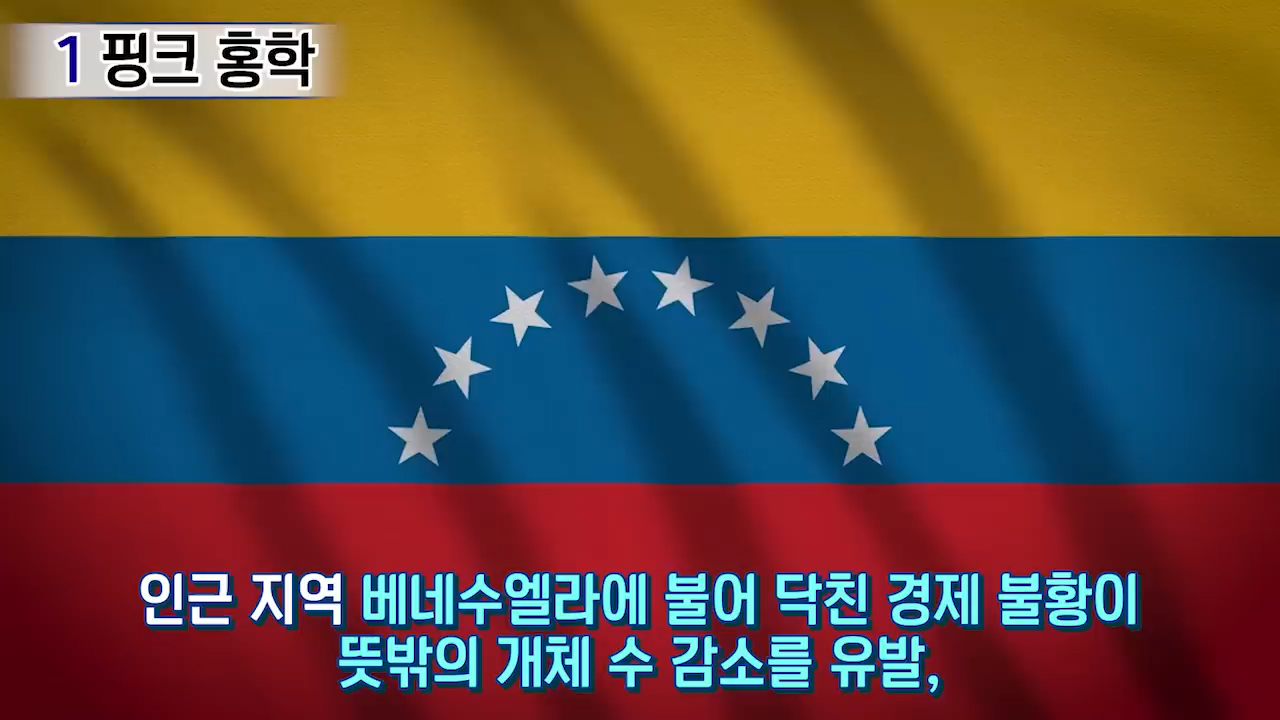 1 핑크 홍학
인근 지역 베네수엘라에 불어 닥친 경제 불황이
뜻밖의 개체 수 감소를 유발,